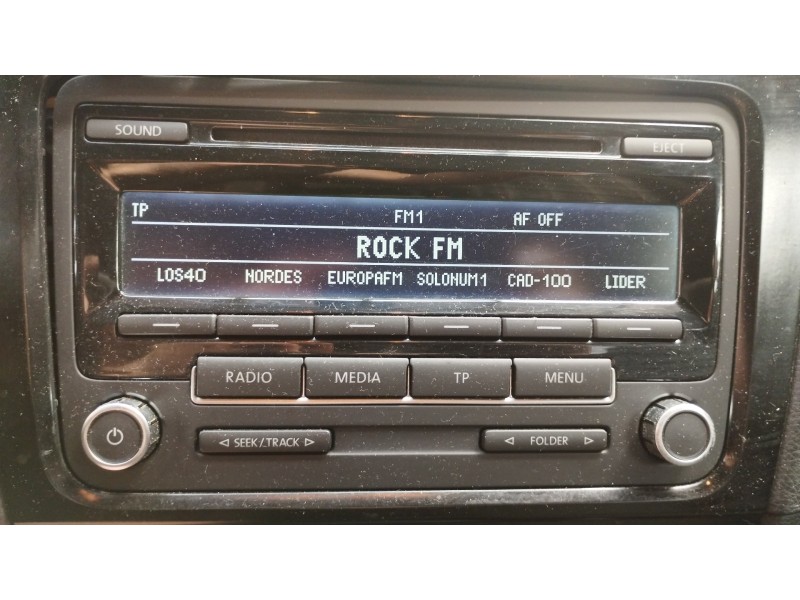 SOUND
EJECT
TP FM1 AF OFF
ROCK FM
LOS40 NORDES EUROPAFM SOLONUM1 CAD-100 LIDER
RADIO MEDIA TP MENU
SEEK/TRACK FOLDER